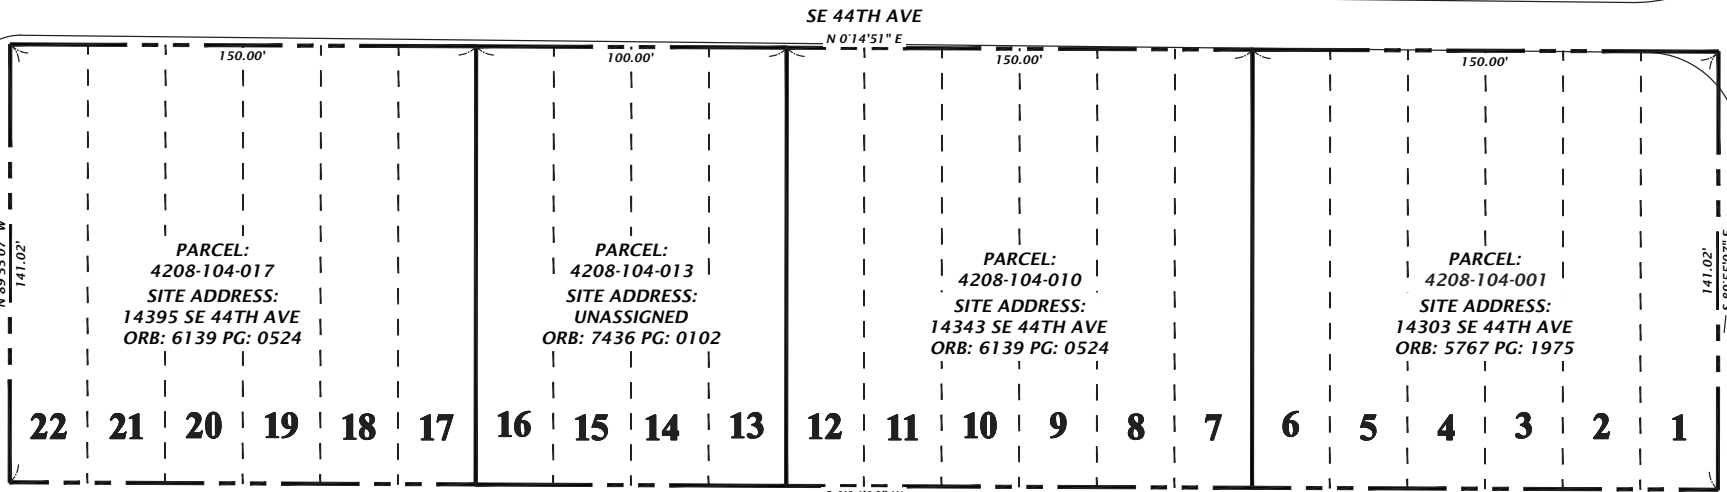 SE 44TH AVE
N 0°14'51" E
150.00'
100.00'
150.00'
150.00'
141.02'
PARCEL:
4208-104-017
SITE ADDRESS:
14395 SE 44TH AVE
ORB: 6139 PG: 0524
PARCEL:
4208-104-013
SITE ADDRESS:
UNASSIGNED
ORB: 7436 PG: 0102
PARCEL:
4208-104-010
SITE ADDRESS:
14343 SE 44TH AVE
ORB: 6139 PG: 0524
PARCEL:
4208-104-001
SITE ADDRESS:
14303 SE 44TH AVE
ORB: 5767 PG: 1975
141.02'
22 21 20 19 18 17 16 15 14 13 12 11 10 9 8 7 6 5 4 3 2 1